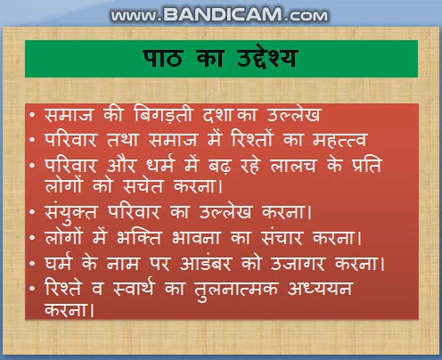 www.BANDICAM.com
पाठ का उद्देश्य
• समाज की बिगड़ती दशा का उल्लेख
• परिवार तथा समाज में रिश्तों का महत्त्व
• परिवार और धर्म में बढ़ रहे लालच के प्रति
लोगों को सचेत करना।
• संयुक्त परिवार का उल्लेख करना।
• लोगों में भक्ति भावना का संचार करना।
• घर्म के नाम पर आडंबर को उजागर करना।
• रिश्ते व स्वार्थ का तुलनात्मक अध्ययन
करना।